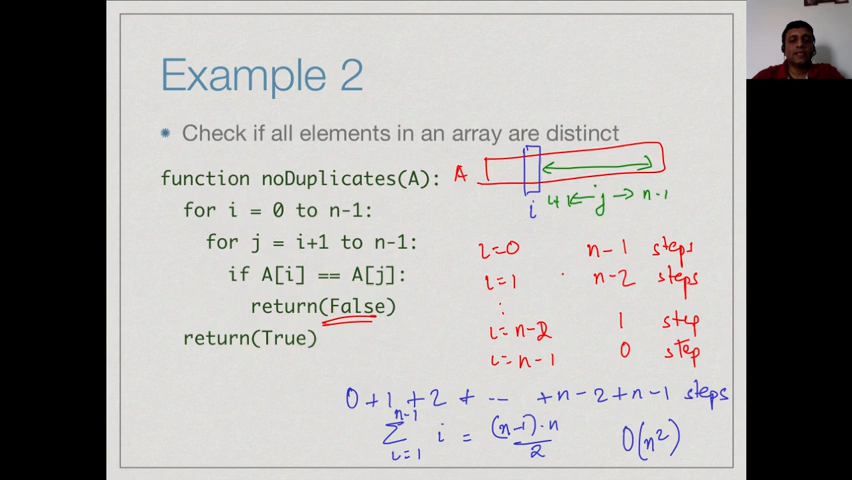 Example 2
Check if all elements in an array are distinct
function noDuplicates(A):
for i = 0 to n-1:
for j = i+1 to n-1:
if A[i] == A[j]:
return(False)
return(True)
A
i i+1 ← j → n-1
i=0 n-1 steps
i=1 n-2 steps
⋮
i=n-2 1 step
i=n-1 0 step
0+1+2+ ... +n-2+n-1 steps
n-1
∑ i = (n-1)·n
i=1 2 O(n²)